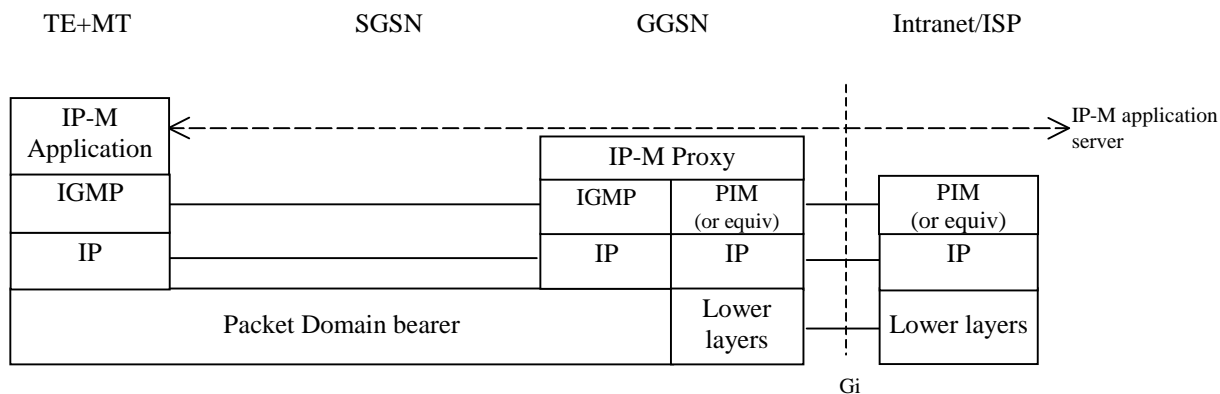 TE+MT
SGSN
GGSN
Intranet/ISP
IP-M
Application
IP-M application
server
IP-M Proxy
IGMP
IGMP
PIM
(or equiv)
PIM
(or equiv)
IP
IP
IP
IP
Packet Domain bearer
Lower
layers
Lower layers
Gi